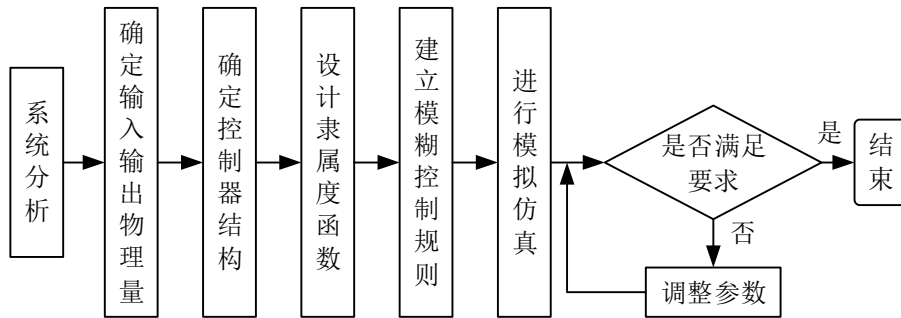 系统分析
确定输入输出物理量
确定控制器结构
设计隶属度函数
建立模糊控制规则
进行模拟仿真
是否满足
要求
是
结束
否
调整参数